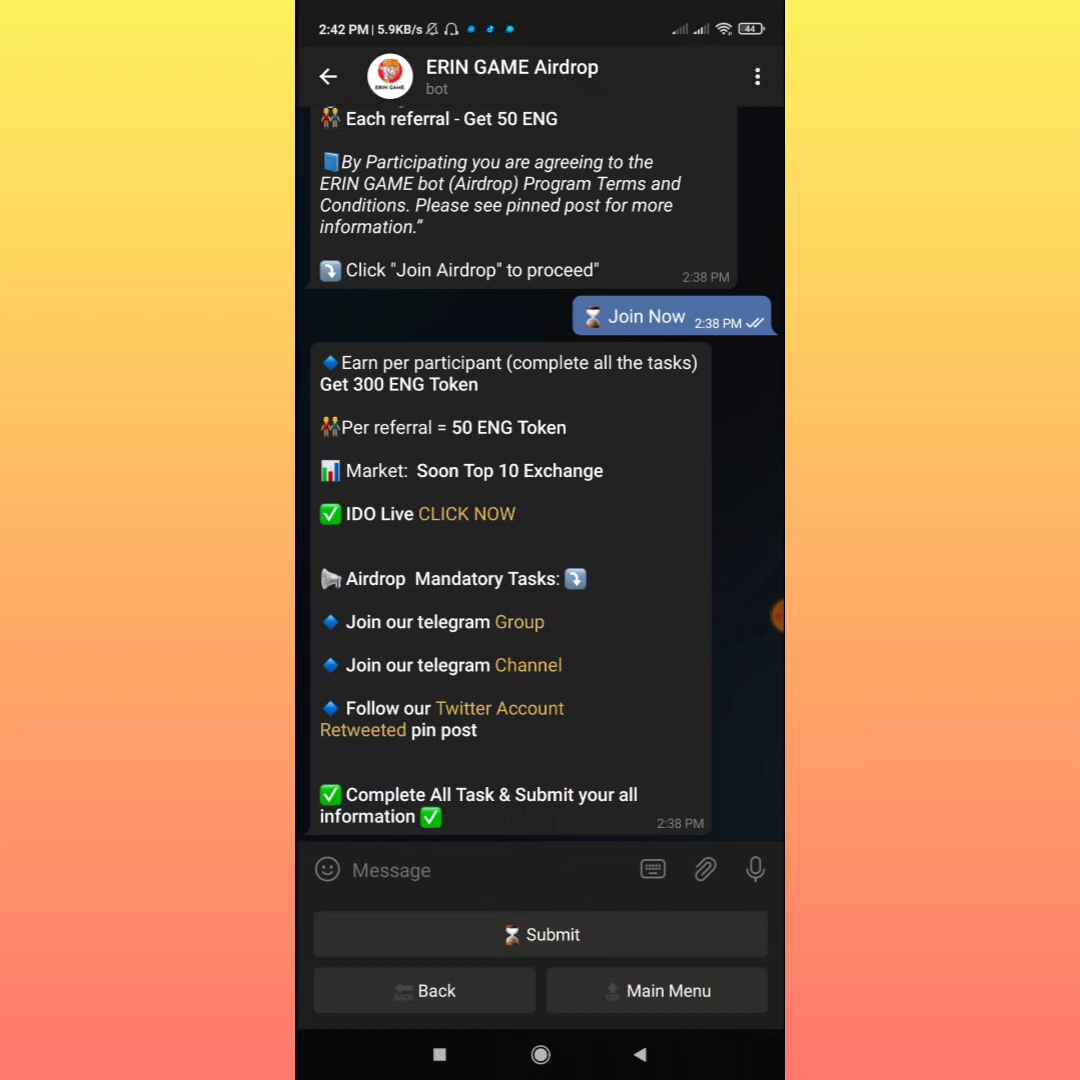 2:42 PM | 5.9KB/s
44
ERIN GAME
ERIN GAME Airdrop
bot
Each referral - Get 50 ENG
By Participating you are agreeing to the
ERIN GAME bot (Airdrop) Program Terms and
Conditions. Please see pinned post for more
information.”
Click "Join Airdrop" to proceed"
2:38 PM
Join Now 2:38 PM
Earn per participant (complete all the tasks)
Get 300 ENG Token
Per referral = 50 ENG Token
Market: Soon Top 10 Exchange
IDO Live CLICK NOW
Airdrop Mandatory Tasks:
Join our telegram Group
Join our telegram Channel
Follow our Twitter Account
Retweeted pin post
Complete All Task & Submit your all
information
2:38 PM
Message
Submit
BACK Back
TOP Main Menu